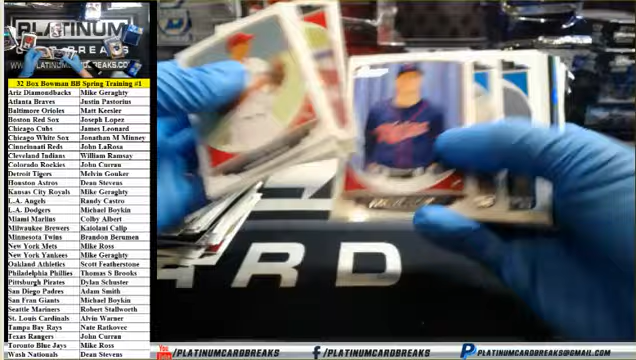 PLATINUM
BREAKS
32 Box Bowman BB Spring Training #1
Ariz Diamondbacks Mike Geraghty
Atlanta Braves Justin Pastorius
Baltimore Orioles Matt Keesler
Boston Red Sox Joseph Lopez
Chicago Cubs James Leonard
Chicago White Sox Jonathan M Minney
Cinncinati Reds John LaRosa
Cleveland Indians William Ramsay
Colorado Rockies John Curran
Detroit Tigers Melvin Gouker
Houston Astros Dean Stevens
Kansas City Royals Mike Geraghty
L.A. Angels Randy Castro
L.A. Dodgers Michael Boykin
Miami Marlins Colby Albert
Milwaukee Brewers Kaiolani Calip
Minnesota Twins Brandon Berumen
New York Mets Mike Ross
New York Yankees Mike Geraghty
Oakland Athletics Scott Featherstone
Philadelphia Phillies Thomas S Brooks
Pittsburgh Pirates Dylan Schuster
San Diego Padres Adam Smith
San Fran Giants Michael Boykin
Seattle Mariners Robert Stallworth
St. Louis Cardinals Alvin Warner
Tampa Bay Rays Nate Ratkovec
Texas Rangers John Curran
Toronto Blue Jays Mike Ross
Wash Nationals Dean Stevens
Twins
ARD
You Tube /PLATINUMCARDBREAKS f/PLATINUMCARDBREAKS PLATINUMCARDBREAKS@GMAIL.COM